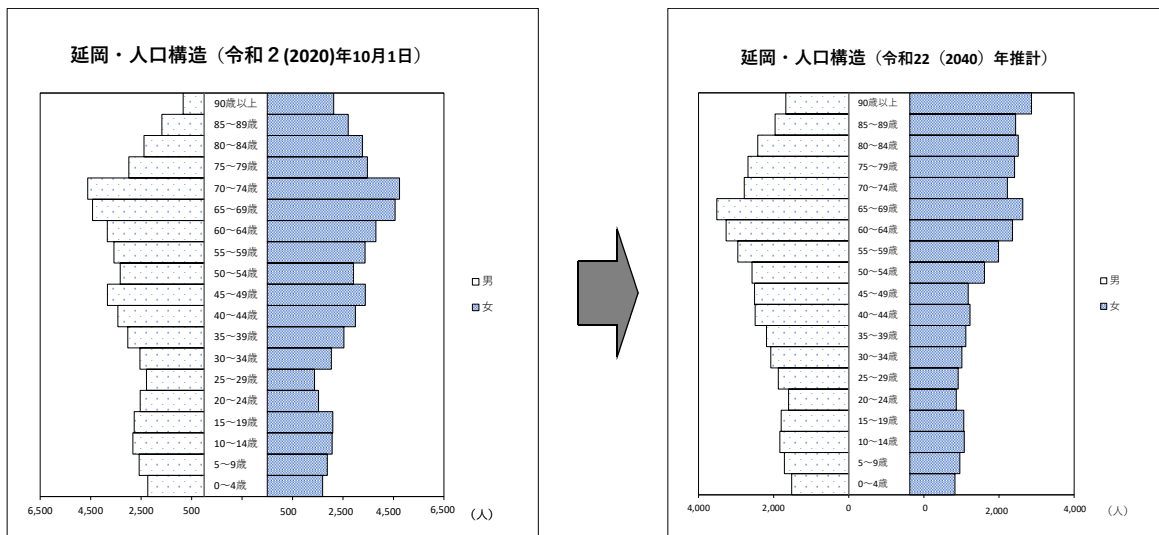 延岡・人口構造（令和２(2020)年10月1日）
90歳以上
85～89歳
80～84歳
75～79歳
70～74歳
65～69歳
60～64歳
55～59歳
50～54歳
45～49歳
40～44歳
35～39歳
30～34歳
25～29歳
20～24歳
15～19歳
10～14歳
5～9歳
0～4歳
6,500 4,500 2,500 500 500 2,500 4,500 6,500 （人）
男
女
延岡・人口構造（令和22（2040）年推計）
90歳以上
85～89歳
80～84歳
75～79歳
70～74歳
65～69歳
60～64歳
55～59歳
50～54歳
45～49歳
40～44歳
35～39歳
30～34歳
25～29歳
20～24歳
15～19歳
10～14歳
5～9歳
0～4歳
4,000 2,000 0 0 2,000 4,000 （人）
男
女